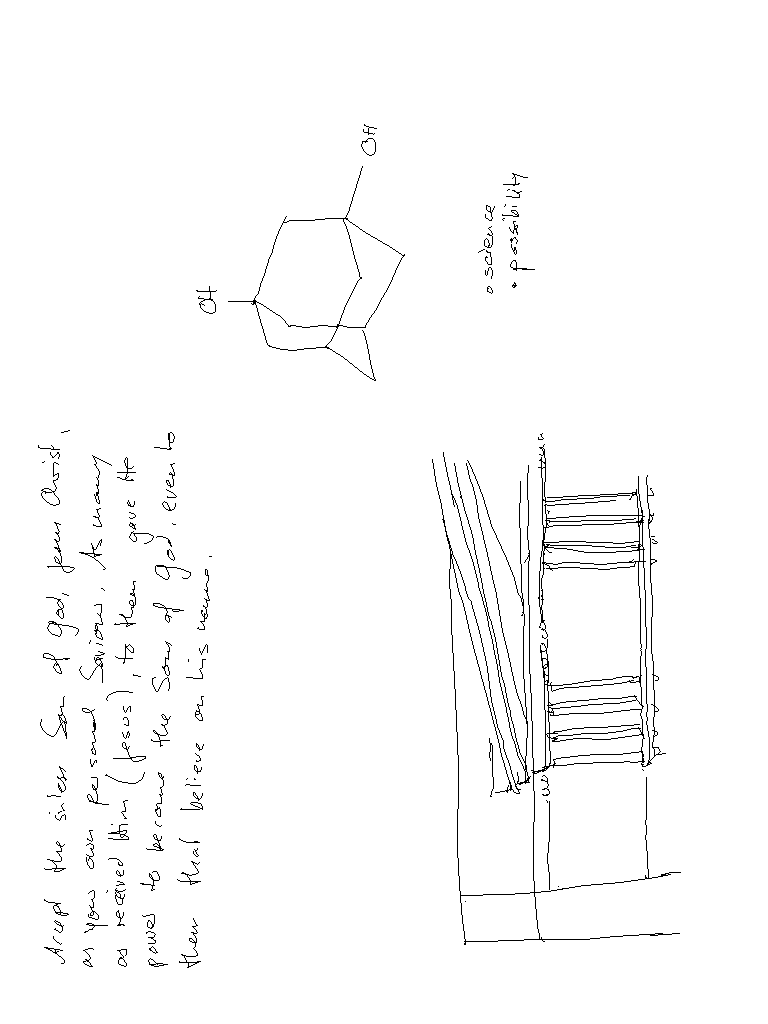 Accept the sinless Son of God, Jesus Christ,
as your own personal Saviour. As many
as received Him (Jesus), to them gave He
power to become the Sons of God, even to
them that believe on his name.
OH
OH
• science
• possibility